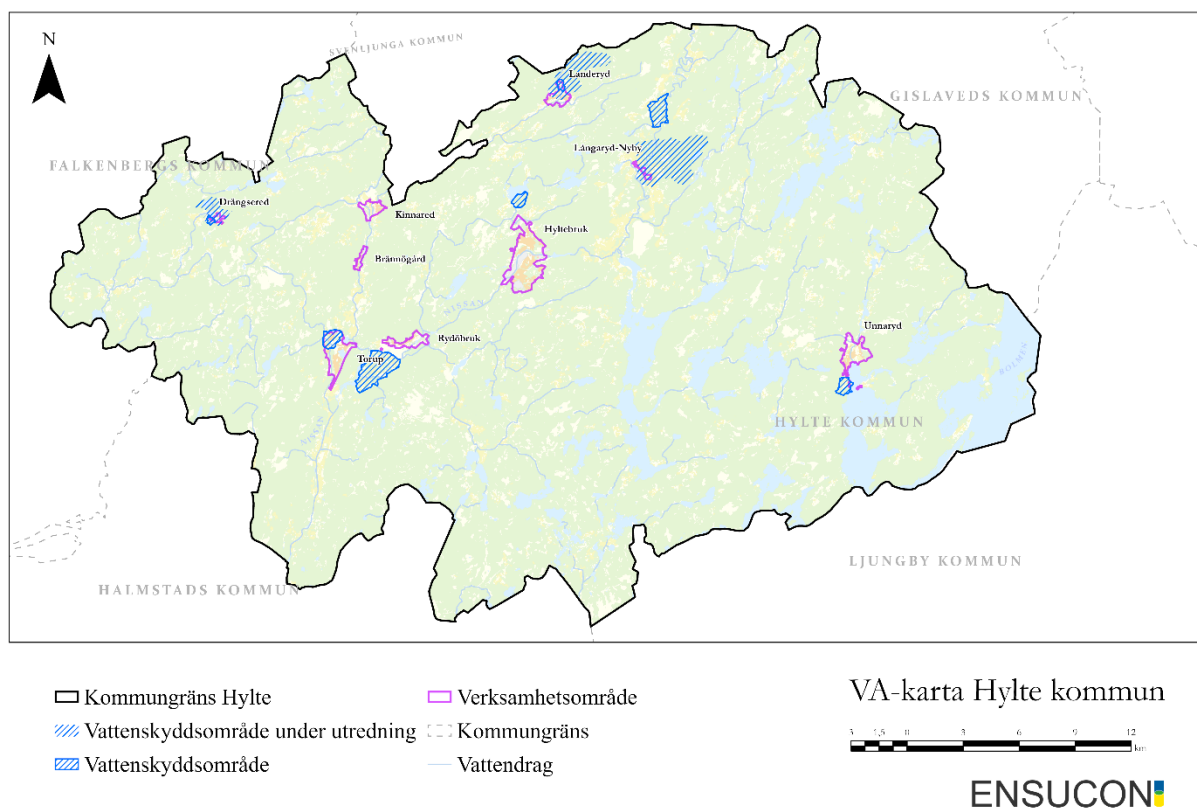 N
SVENLJUNGA KOMMUN
Landeryd
GISLAVEDS KOMMUN
Långaryd-Nyby
FALKENBERGS KOMMUN
Drängsered
Kinnared
Hyltebruk
Brännögård
NISSAN
Unnaryd
Rydöbruk
Torup
BOLMEN
HYLTE KOMMUN
NISSAN
LJUNGBY KOMMUN
HALMSTADS KOMMUN
Kommungräns Hylte
Verksamhetsområde
VA-karta Hylte kommun
Vattenskyddsområde under utredning
Kommungräns
3 1,5 0 3 6 9 12
km
Vattenskyddsområde
Vattendrag
ENSUCON